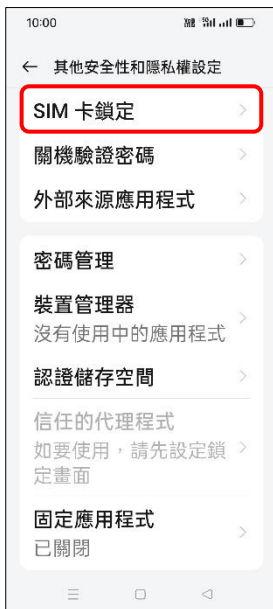 10:00
其他安全性和隱私權設定
SIM 卡鎖定
關機驗證密碼
外部來源應用程式
密碼管理
裝置管理器
沒有使用中的應用程式
認證儲存空間
信任的代理程式
如要使用，請先設定鎖
定畫面
固定應用程式
已關閉